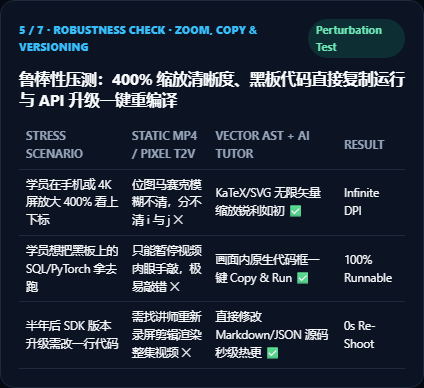 5 / 7 · ROBUSTNESS CHECK · ZOOM, COPY &
VERSIONING
Perturbation
Test
鲁棒性压测：400% 缩放清晰度、黑板代码直接复制运行
与 API 升级一键重编译
STRESS
SCENARIO
STATIC MP4
/ PIXEL T2V
VECTOR AST + AI
TUTOR
RESULT
学员在手机或 4K
屏放大 400% 看上
下标
位图马赛克模
糊不清，分不
清 i 与 j ✕
KaTeX/SVG 无限矢量
缩放锐利如初 ✅
Infinite
DPI
学员想把黑板上的
SQL/PyTorch 拿去
跑
只能暂停视频
肉眼手敲，极
易敲错 ✕
画面内原生代码框一
键 Copy & Run ✅
100%
Runnable
半年后 SDK 版本
升级需改一行代码
需找讲师重新
录屏剪辑渲染
整集视频 ✕
直接修改
Markdown/JSON 源码
秒级热更 ✅
0s Re-
Shoot